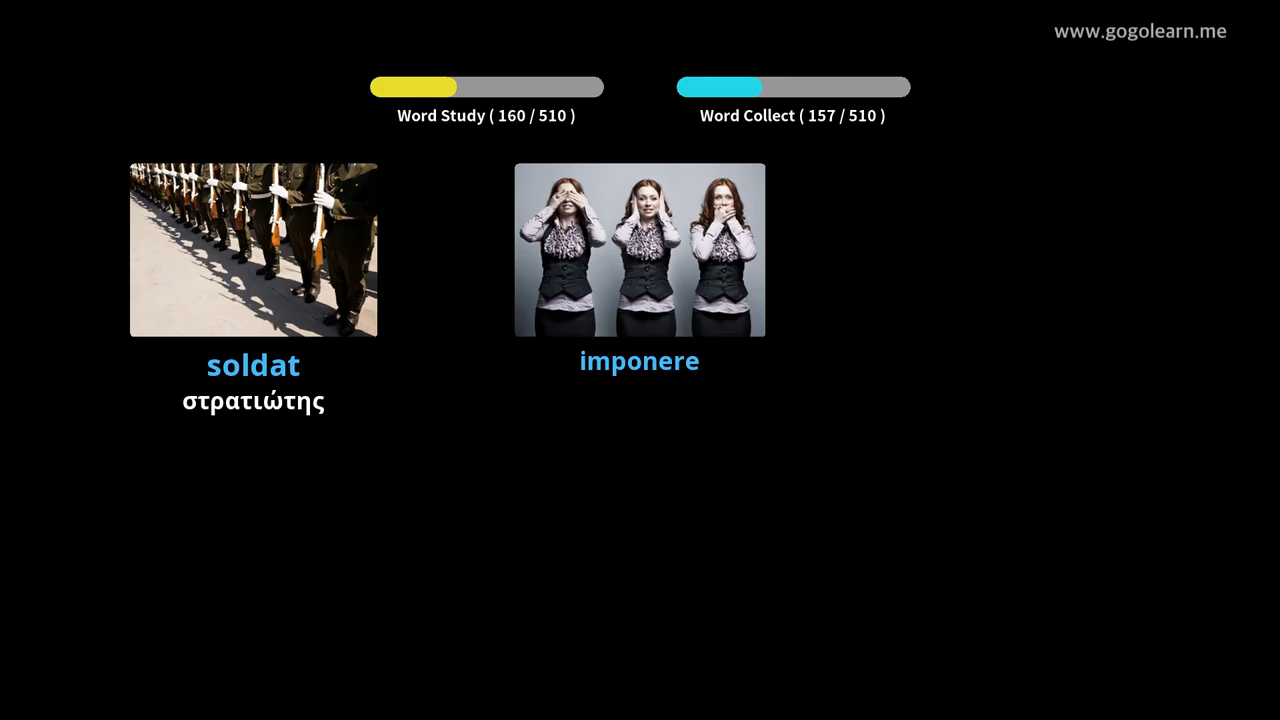 www.gogolearn.me
Word Study ( 160 / 510 )
Word Collect ( 157 / 510 )
soldat
στρατιώτης
imponere